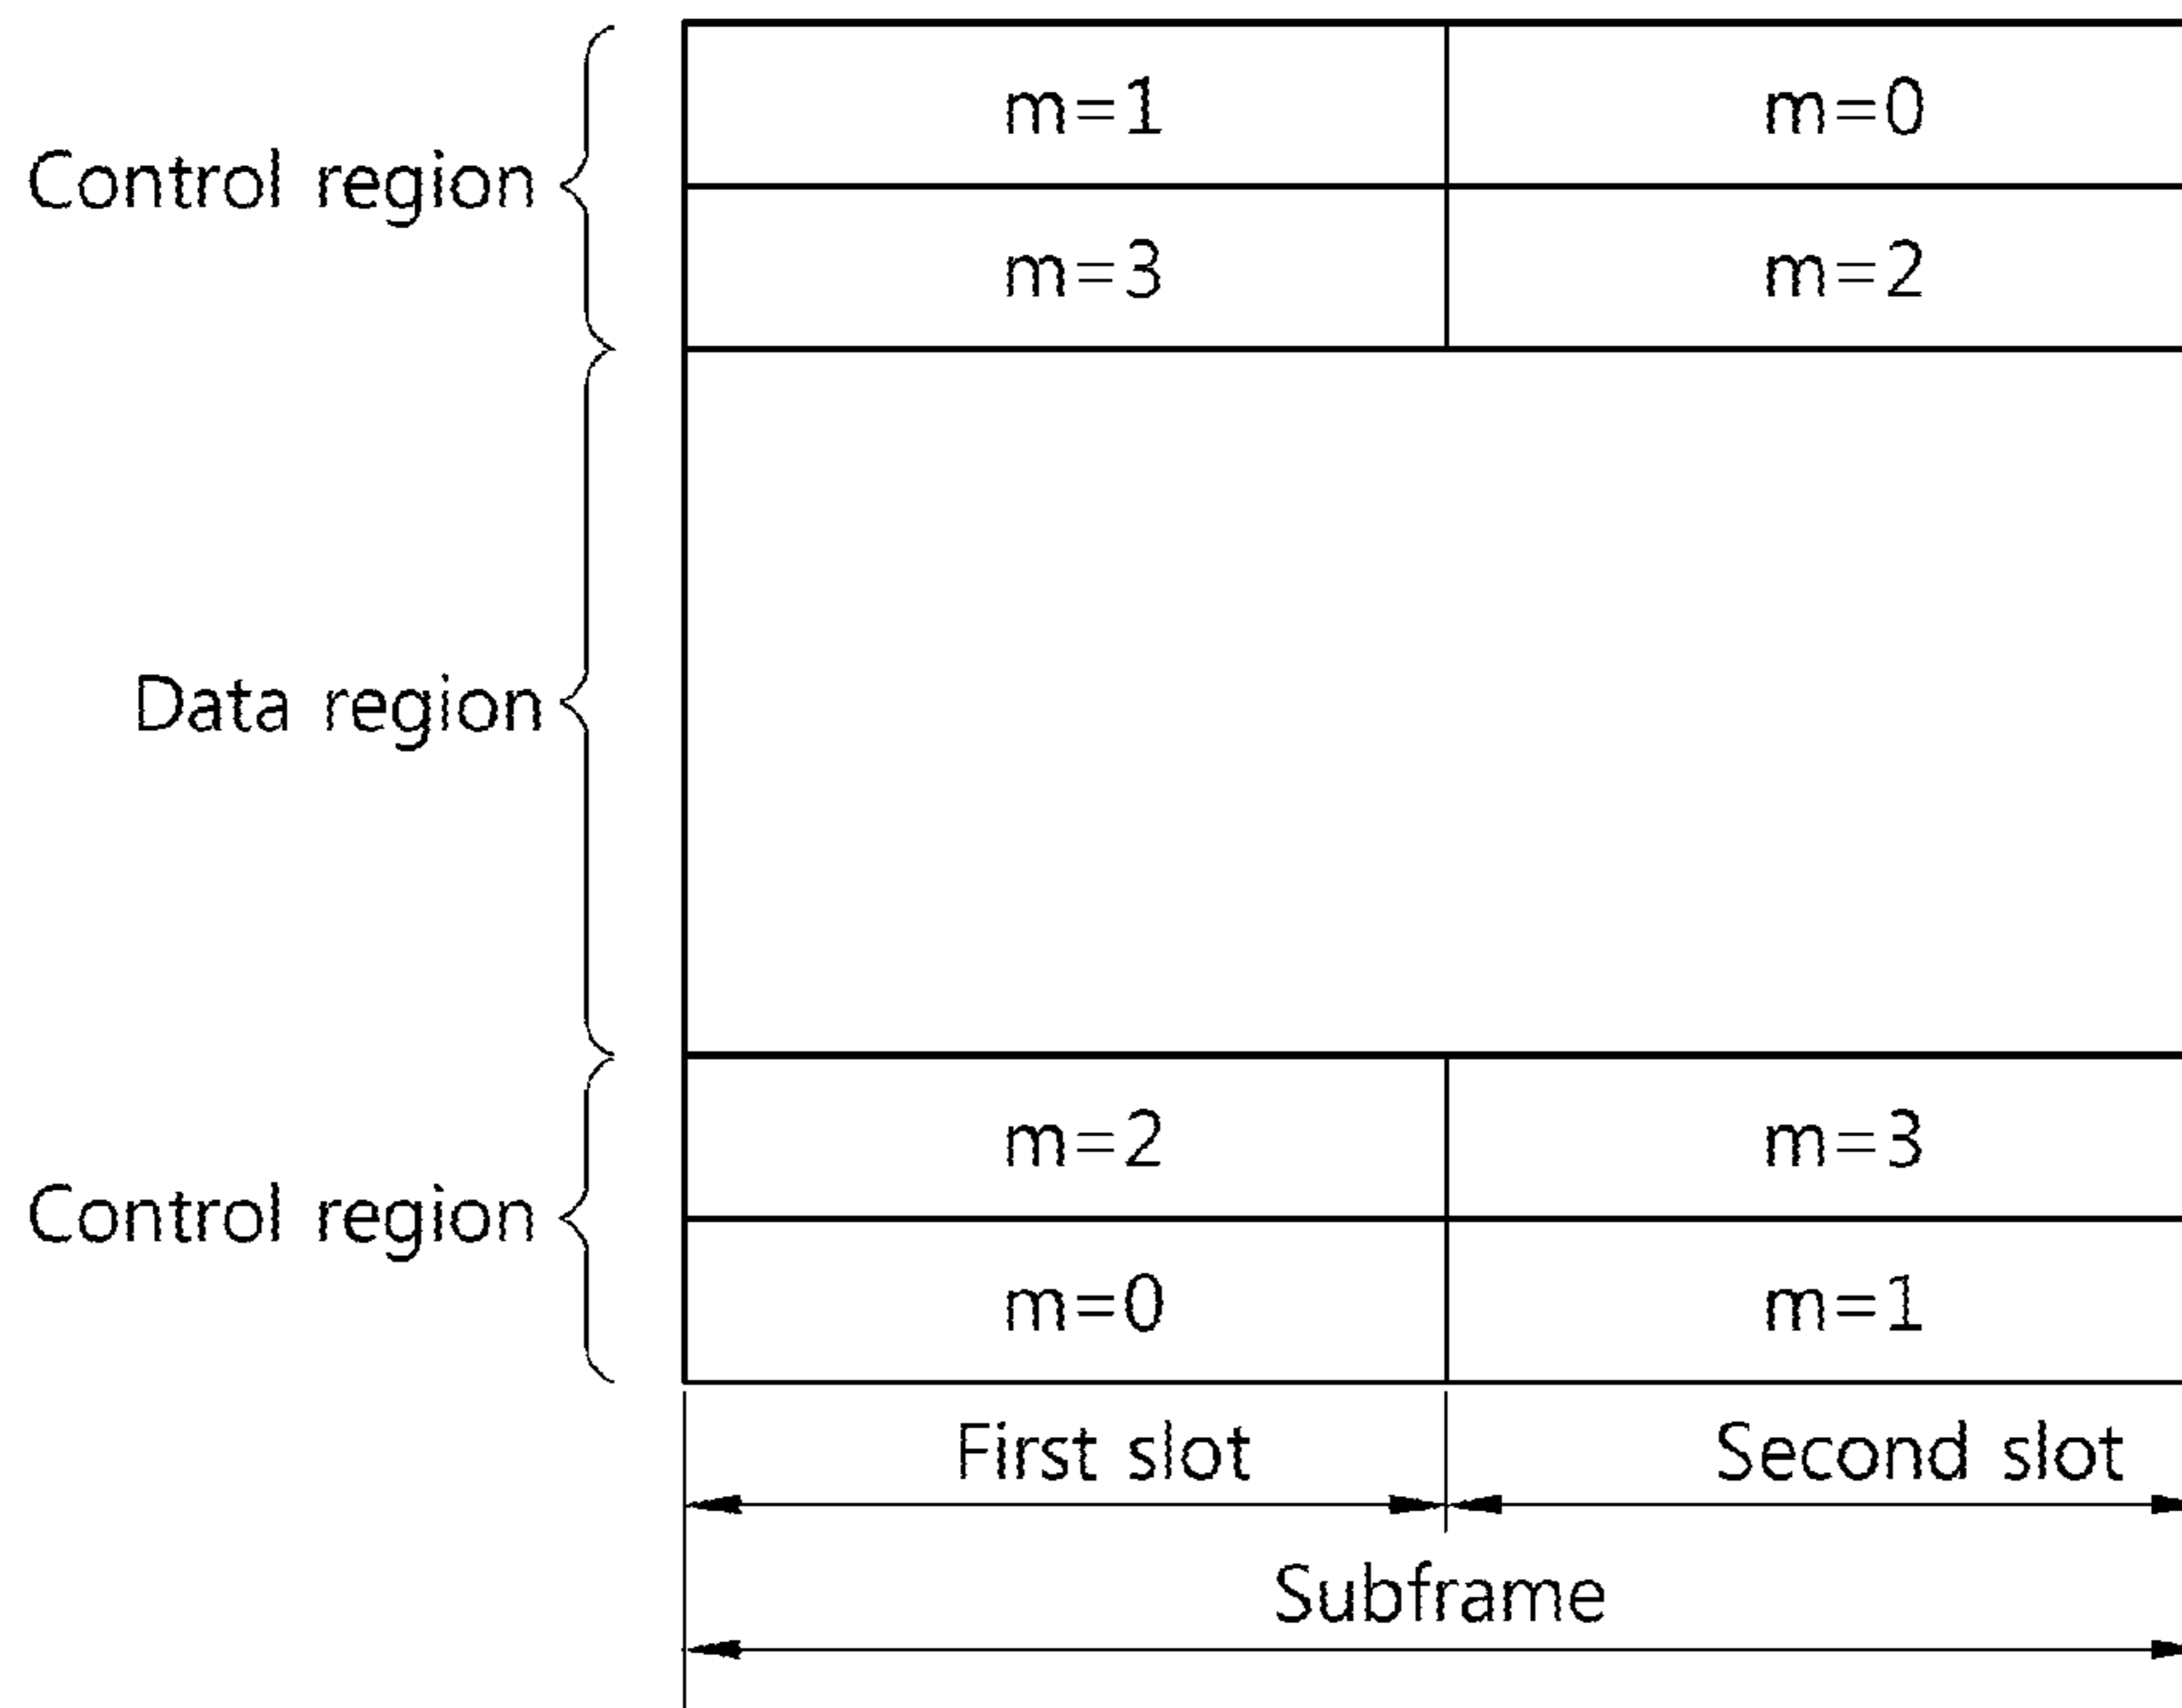 m=1 m=0
Control region
m=3 m=2
Data region
m=2 m=3
Control region
m=0 m=1
First slot Second slot
Subframe